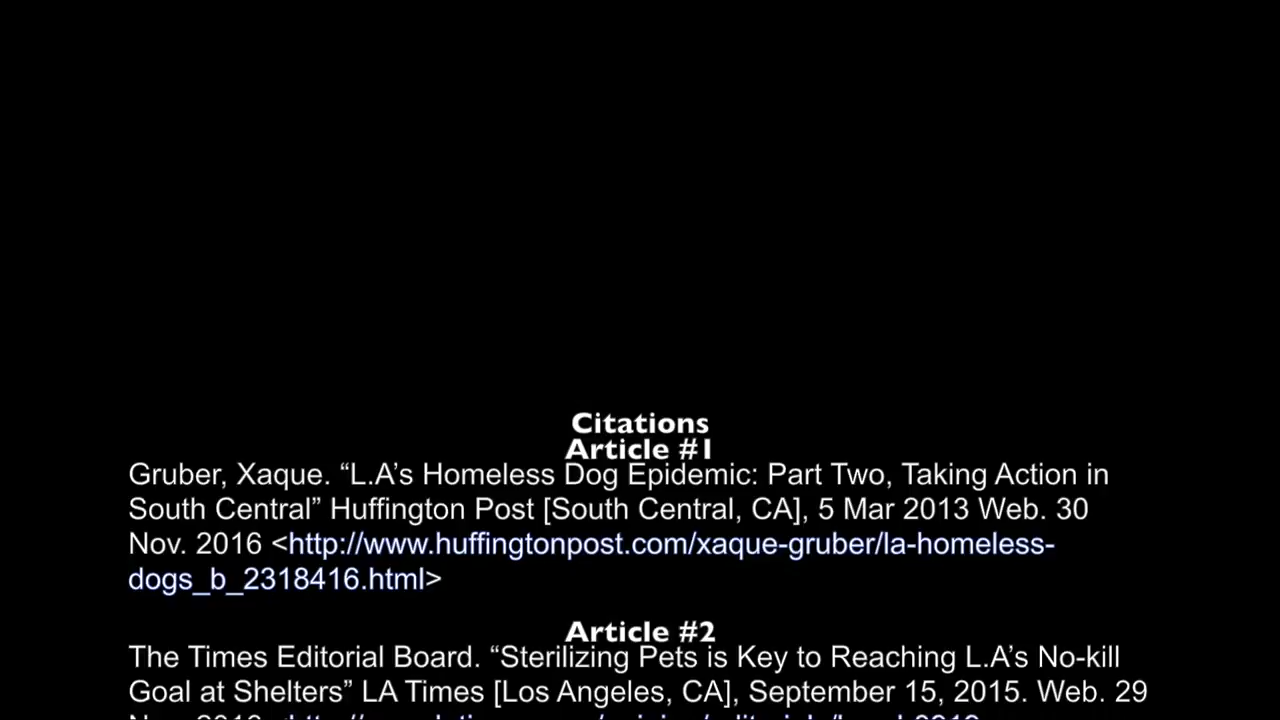 Citations
Article #1
Gruber, Xaque. “L.A’s Homeless Dog Epidemic: Part Two, Taking Action in
South Central” Huffington Post [South Central, CA], 5 Mar 2013 Web. 30
Nov. 2016 <http://www.huffingtonpost.com/xaque-gruber/la-homeless-
dogs_b_2318416.html>
Article #2
The Times Editorial Board. “Sterilizing Pets is Key to Reaching L.A’s No-kill
Goal at Shelters” LA Times [Los Angeles, CA], September 15, 2015. Web. 29